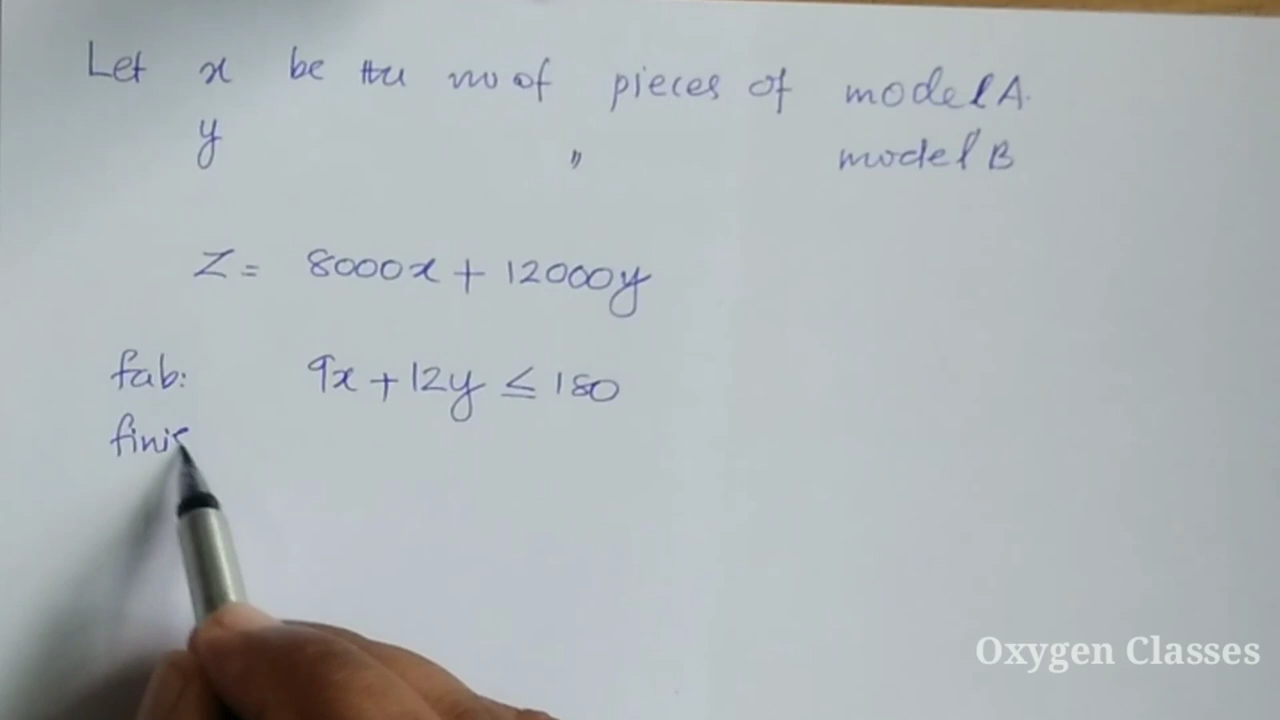 Let x be the no of pieces of model A.
y " model B
Z = 8000x + 12000y
fab: 9x + 12y ≤ 180
finis
Oxygen Classes